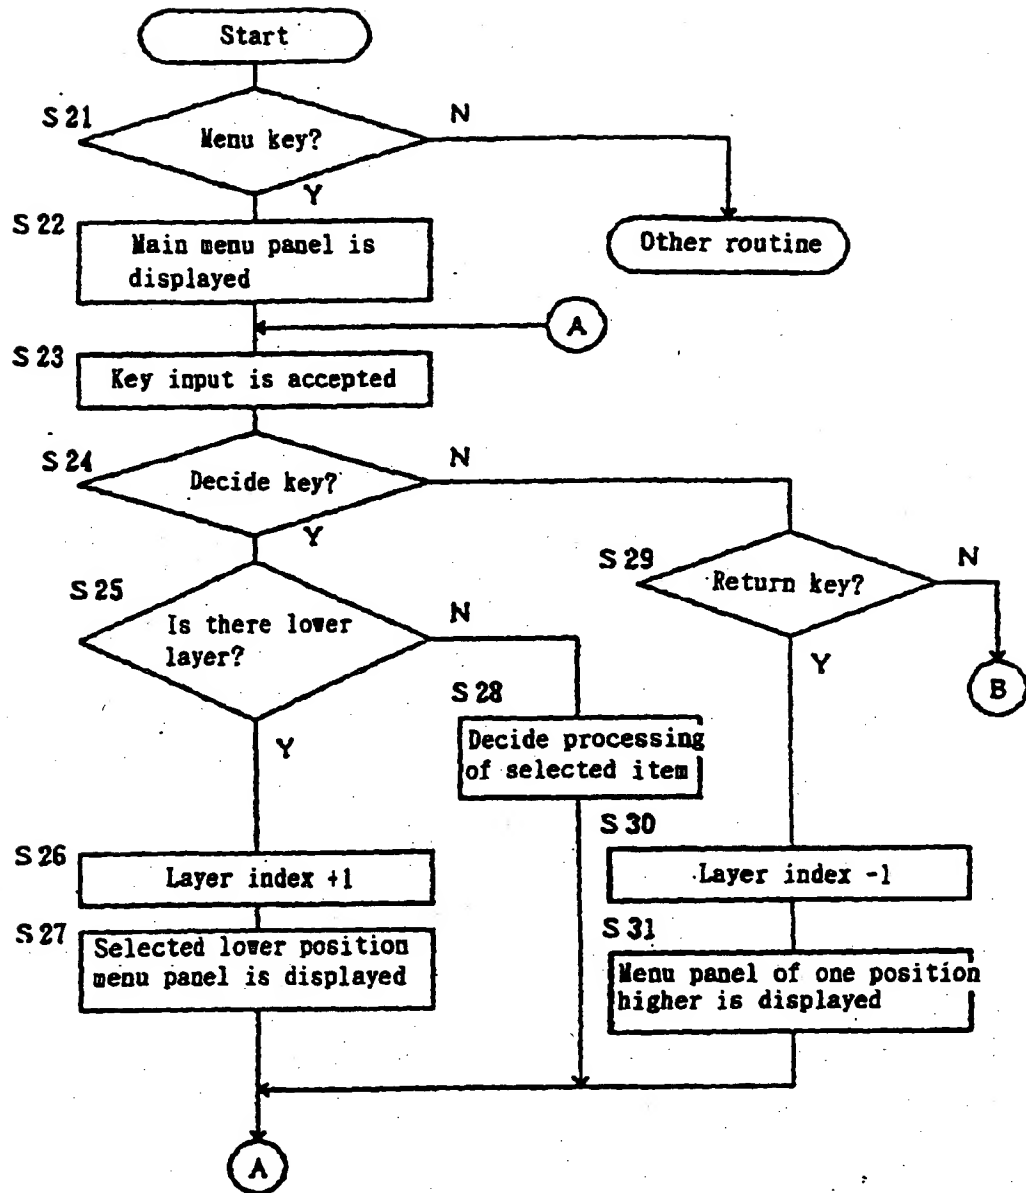 Start
S21
Menu key?
N
Y
S22
Main menu panel is
displayed
Other routine
A
S23
Key input is accepted
S24
Decide key?
N
Y
S25
Is there lower
layer?
N
Y
S29
Return key?
N
Y
B
S28
Decide processing
of selected item
S26
Layer index +1
S30
Layer index -1
S27
Selected lower position
menu panel is displayed
S31
Menu panel of one position
higher is displayed
A